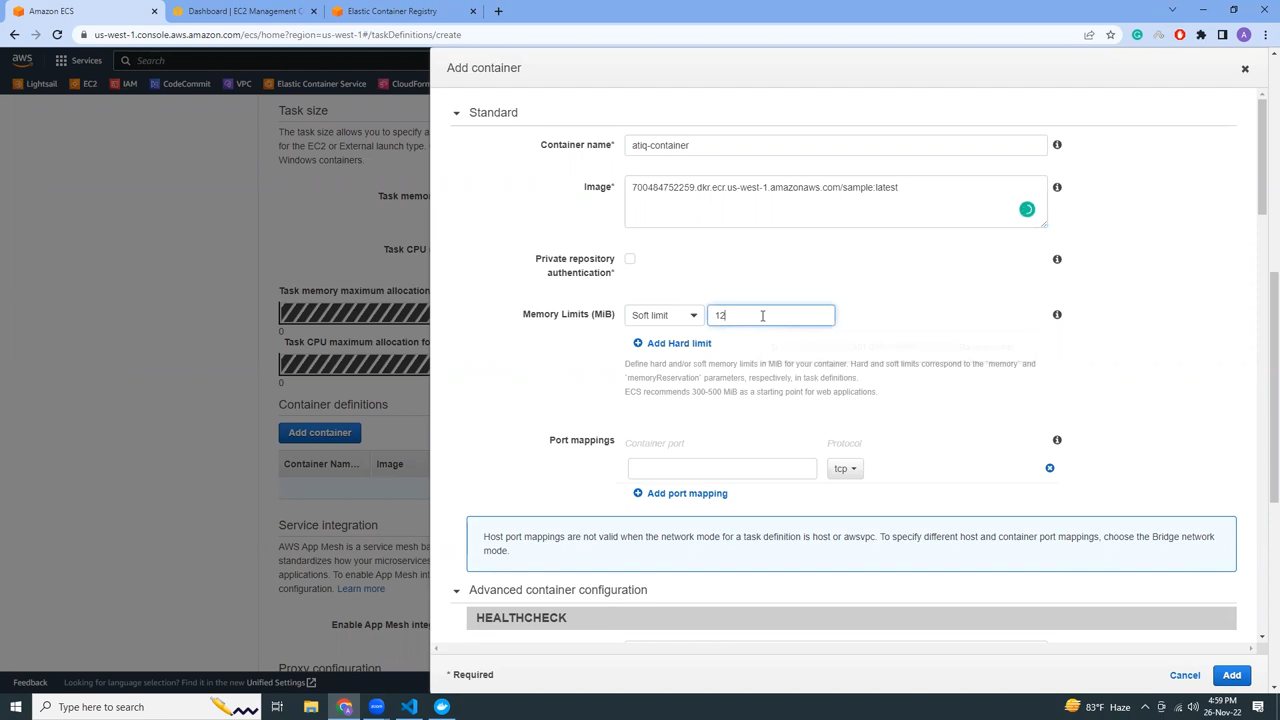 Amazon ECS
Dashboard | EC2 Management C
Elastic Container Registry
us-west-1.console.aws.amazon.com/ecs/home?region=us-west-1#/taskDefinitions/create
A
aws
Services
Search
Lightsail
EC2
IAM
CodeCommit
VPC
Elastic Container Service
CloudForm
Task size
The task size allows you to specify a
for the EC2 or External launch type.
Windows containers.
Task memo
Task CPU
Task memory maximum allocation
0
Task CPU maximum allocation fo
0
Container definitions
Add container
Container Nam...
Image
Service integration
AWS App Mesh is a service mesh ba
standardizes how your microservices
applications. To enable App Mesh int
configuration. Learn more
Enable App Mesh integ
Proxy configuration
Add container
Standard
Container name*
atiq-container
Image*
700484752259.dkr.ecr.us-west-1.amazonaws.com/sample:latest
Private repository
authentication*
Memory Limits (MiB)
Soft limit
12
Add Hard limit
Define hard and/or soft memory limits in MiB for your container. Hard and soft limits correspond to the `memory` and
`memoryReservation` parameters, respectively, in task definitions.
ECS recommends 300-500 MiB as a starting point for web applications.
Port mappings
Container port
Protocol
tcp
Add port mapping
Host port mappings are not valid when the network mode for a task definition is host or awsvpc. To specify different host and container port mappings, choose the Bridge network
mode.
Advanced container configuration
HEALTHCHECK
* Required
Cancel
Add
Feedback
Looking for language selection? Find it in the new Unified Settings
Type here to search
83°F Haze
4:59 PM
26-Nov-22